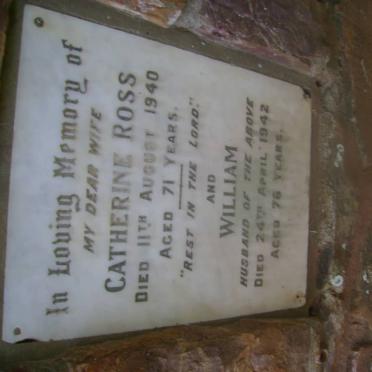 In Loving Memory of
MY DEAR WIFE
CATHERINE ROSS
DIED 11TH AUGUST 1940
AGED 71 YEARS.
"REST IN THE LORD."
AND
WILLIAM
HUSBAND OF THE ABOVE
DIED 24TH APRIL 1942
AGED 76 YEARS.